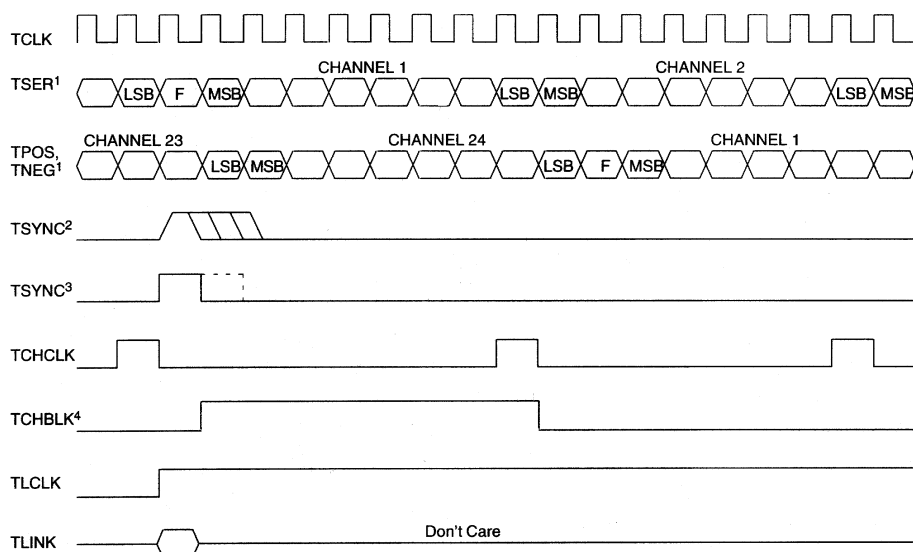 TCLK
CHANNEL 1 CHANNEL 2
TSER¹ LSB F MSB LSB MSB LSB MSB
CHANNEL 23 CHANNEL 24 CHANNEL 1
TPOS,
TNEG¹ LSB MSB LSB F MSB
TSYNC²
TSYNC³
TCHCLK
TCHBLK⁴
TLCLK
Don't Care
TLINK